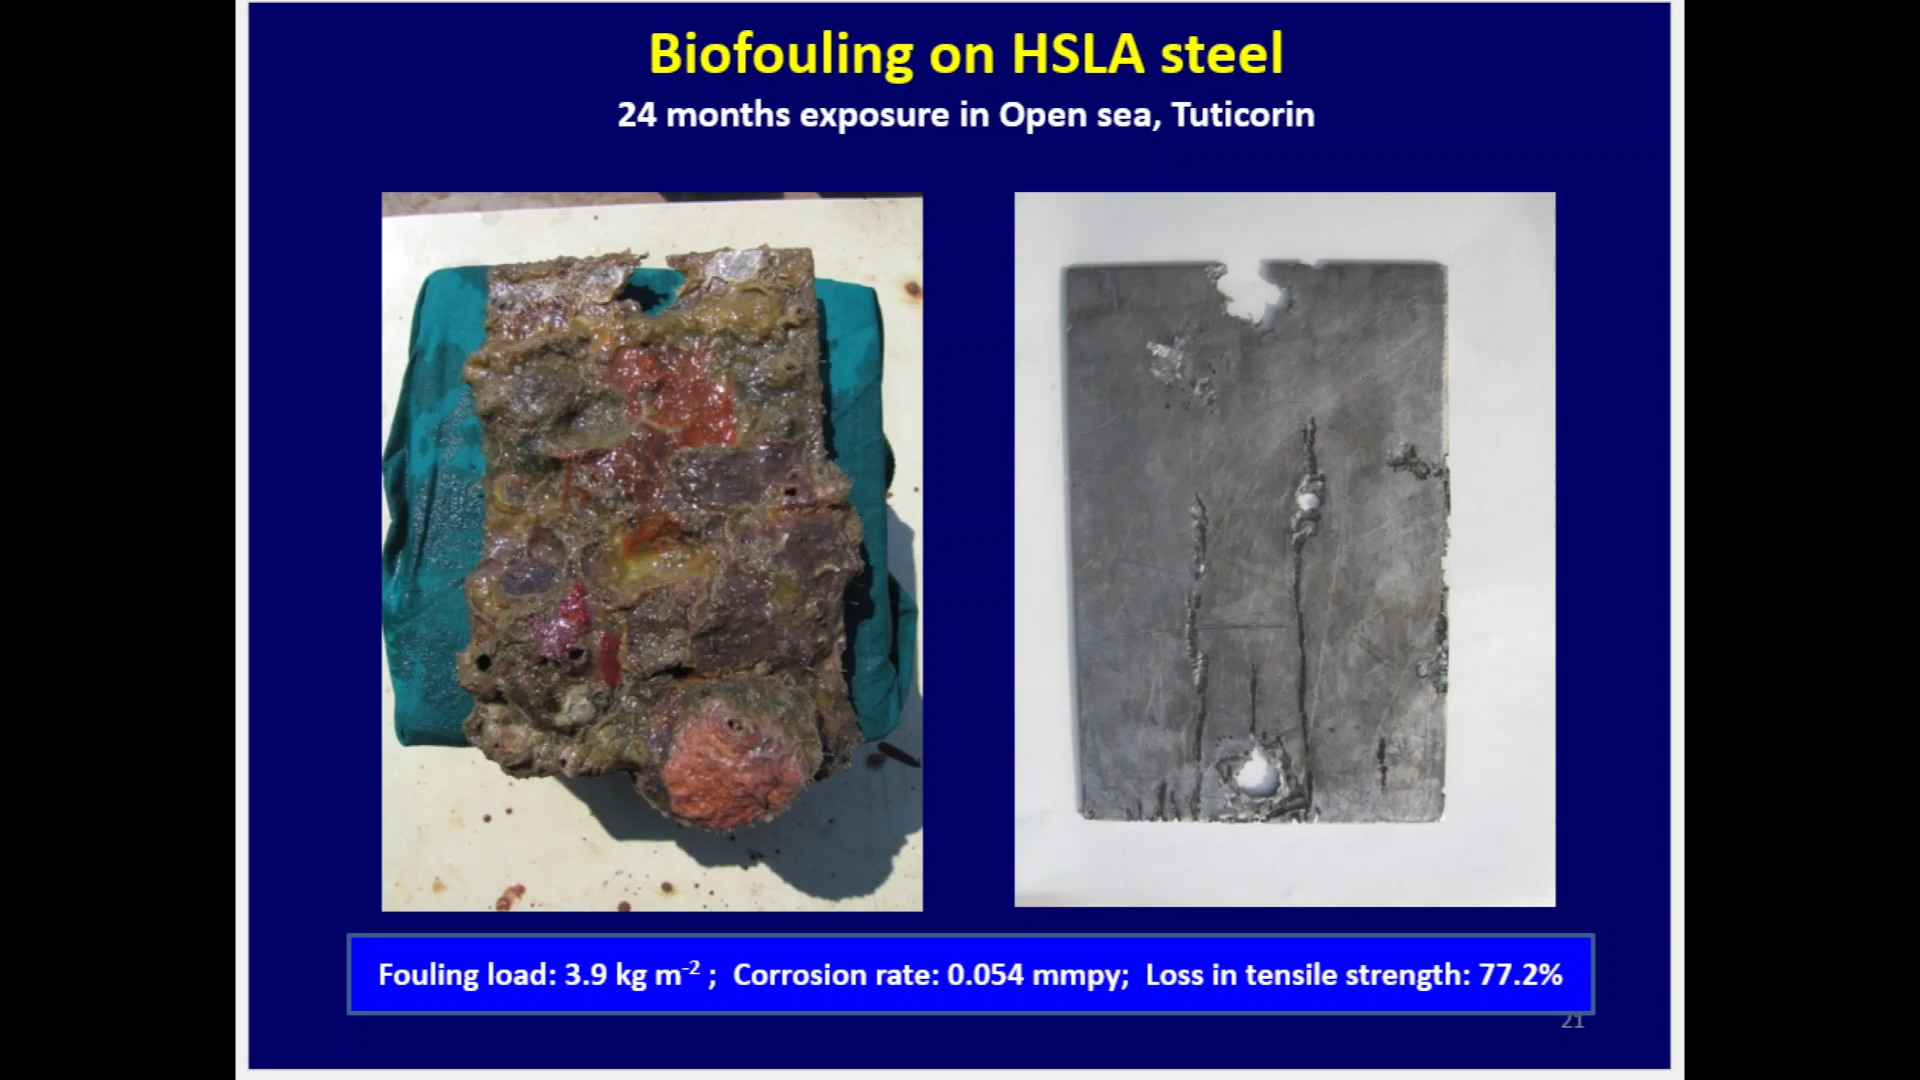 Biofouling on HSLA steel
24 months exposure in Open sea, Tuticorin
Fouling load: 3.9 kg m⁻² ; Corrosion rate: 0.054 mmpy; Loss in tensile strength: 77.2%
21